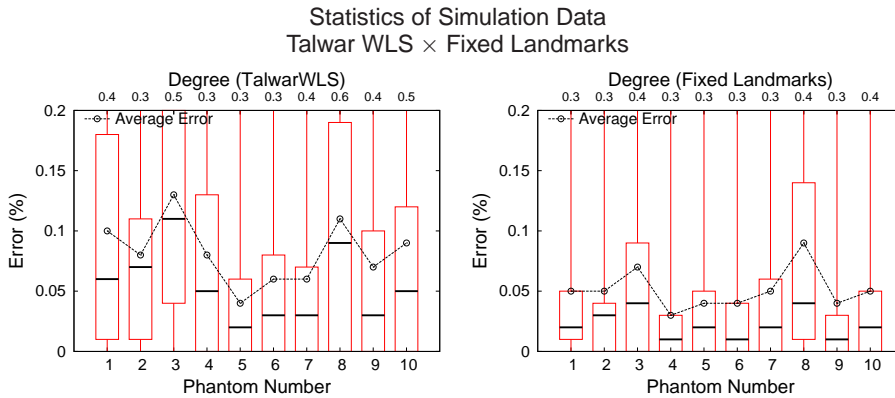 Statistics of Simulation Data
Talwar WLS × Fixed Landmarks
Degree (TalwarWLS)
0.4 0.3 0.5 0.3 0.3 0.3 0.4 0.6 0.4 0.5
Average Error
0.2
0.15
0.1
0.05
0
Error (%)
1 2 3 4 5 6 7 8 9 10
Phantom Number
Degree (Fixed Landmarks)
0.3 0.3 0.4 0.3 0.3 0.3 0.3 0.4 0.3 0.4
Average Error
0.2
0.15
0.1
0.05
0
Error (%)
1 2 3 4 5 6 7 8 9 10
Phantom Number